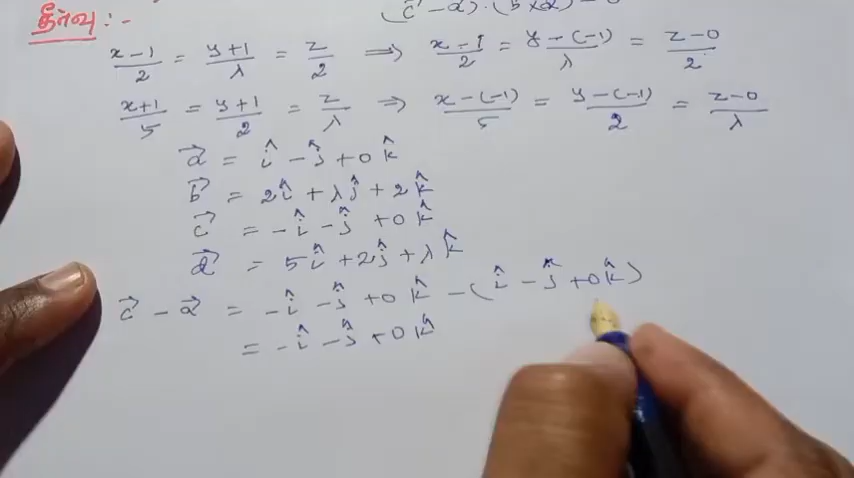 (c⃗ - a⃗) · (b⃗ × d⃗) = 0
தீர்வு :-
x-1/2 = y+1/λ = z/2 ⟹ x-1/2 = y-(-1)/λ = z-0/2
x+1/5 = y+1/2 = z/λ ⇒ x-(-1)/5 = y-(-1)/2 = z-0/λ
a⃗ = î - ĵ + 0 k̂
b⃗ = 2î + λĵ + 2k̂
c⃗ = -î - ĵ + 0 k̂
d⃗ = 5î + 2ĵ + λk̂
c⃗ - a⃗ = -î - ĵ + 0 k̂ - (î - ĵ + 0k̂)
= -î - ĵ + 0 k̂